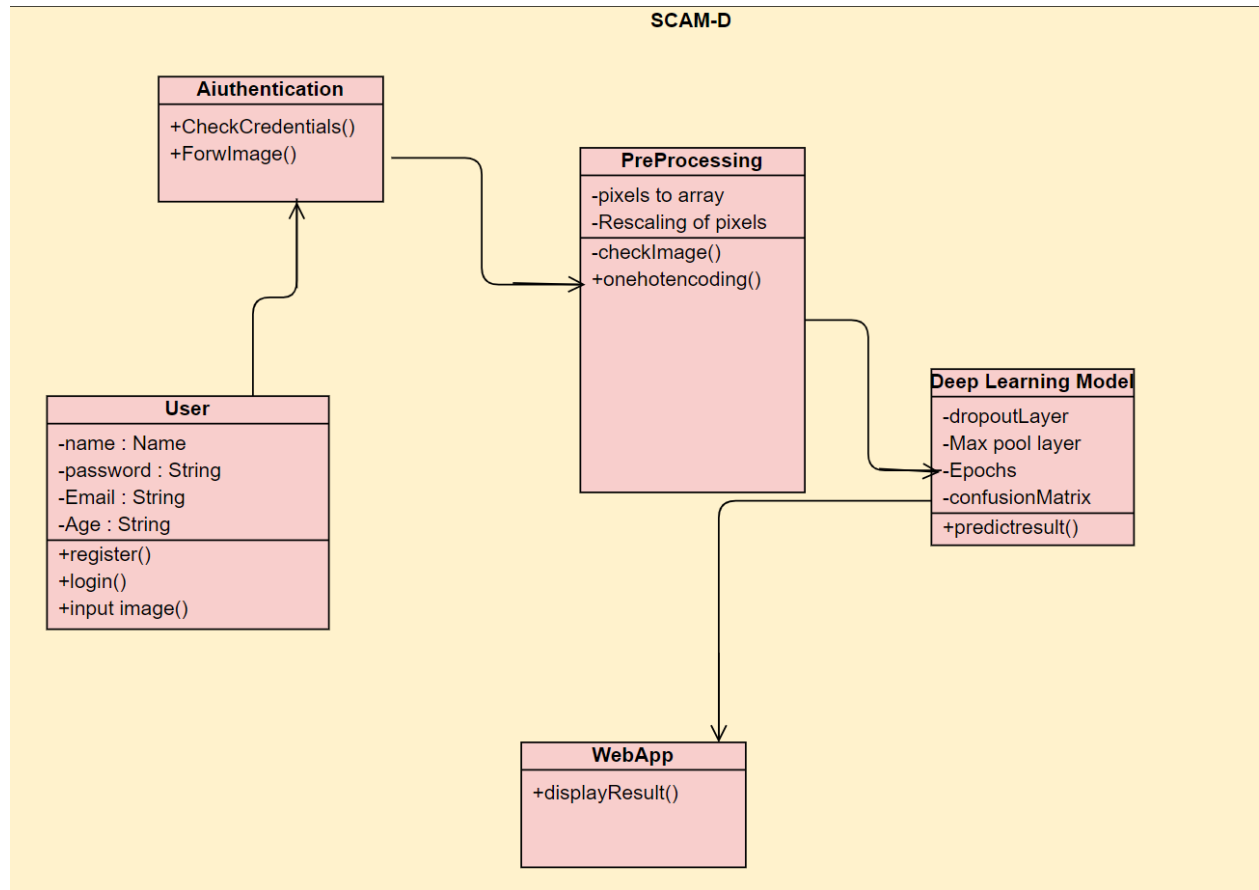 SCAM-D
Aiuthentication
+CheckCredentials()
+ForwImage()
PreProcessing
-pixels to array
-Rescaling of pixels
-checkImage()
+onehotencoding()
Deep Learning Model
-dropoutLayer
-Max pool layer
-Epochs
-confusionMatrix
+predictresult()
User
-name : Name
-password : String
-Email : String
-Age : String
+register()
+login()
+input image()
WebApp
+displayResult()